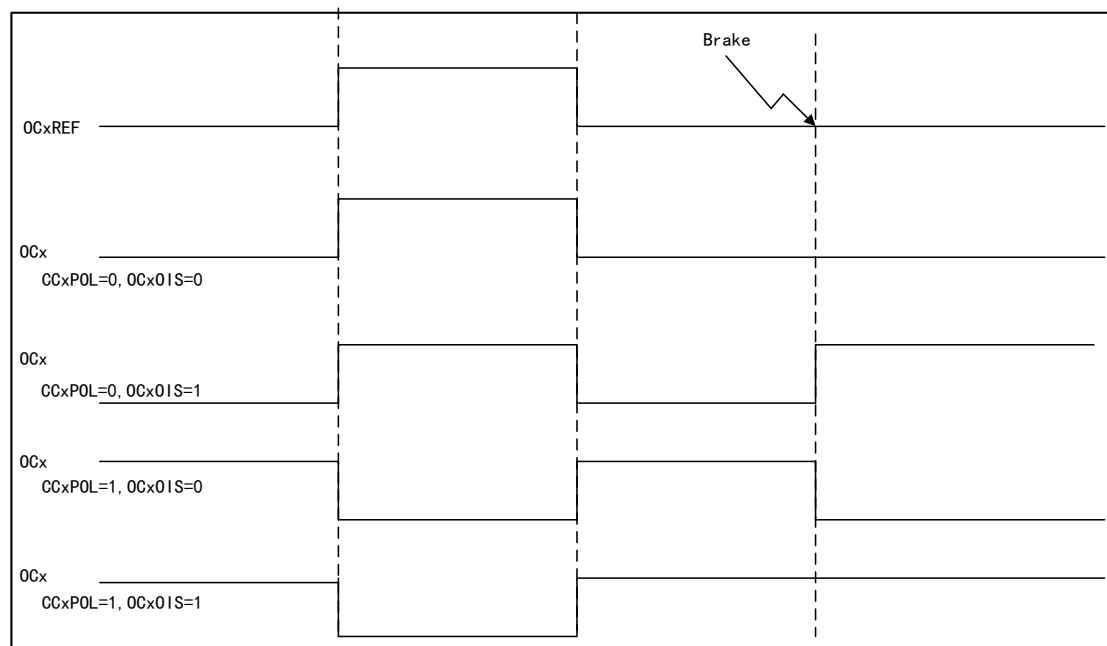 Brake
OCxREF
OCx
CCxPOL=0,OCxOIS=0
OCx
CCxPOL=0,OCxOIS=1
OCx
CCxPOL=1,OCxOIS=0
OCx
CCxPOL=1,OCxOIS=1